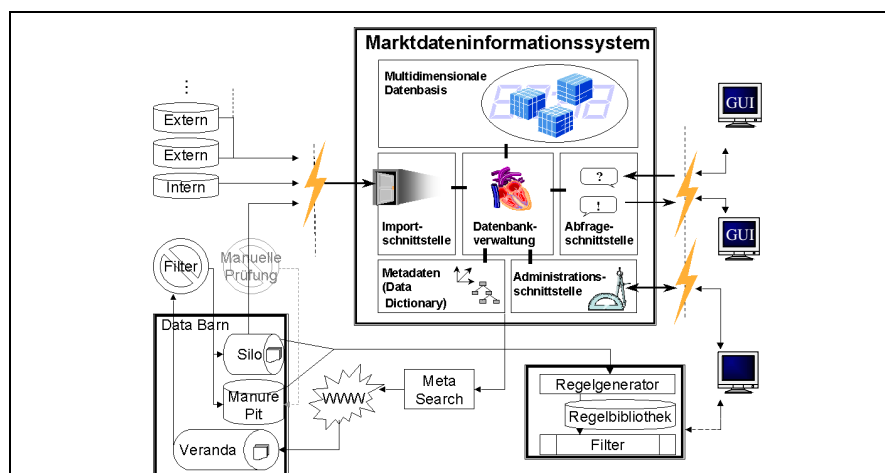 Marktdateninformationssystem
Multidimensionale
Datenbasis
⋮
Extern
Extern
Intern
GUI
GUI
?
!
Import-
schnittstelle
Datenbank-
verwaltung
Abfrage-
schnittstelle
Filter
Manuelle
Prüfung
Metadaten
(Data
Dictionary)
Administrations-
schnittstelle
Data Barn
Silo
Manure
Pit
Veranda
WWW
Meta
Search
Regelgenerator
Regelbibliothek
Filter